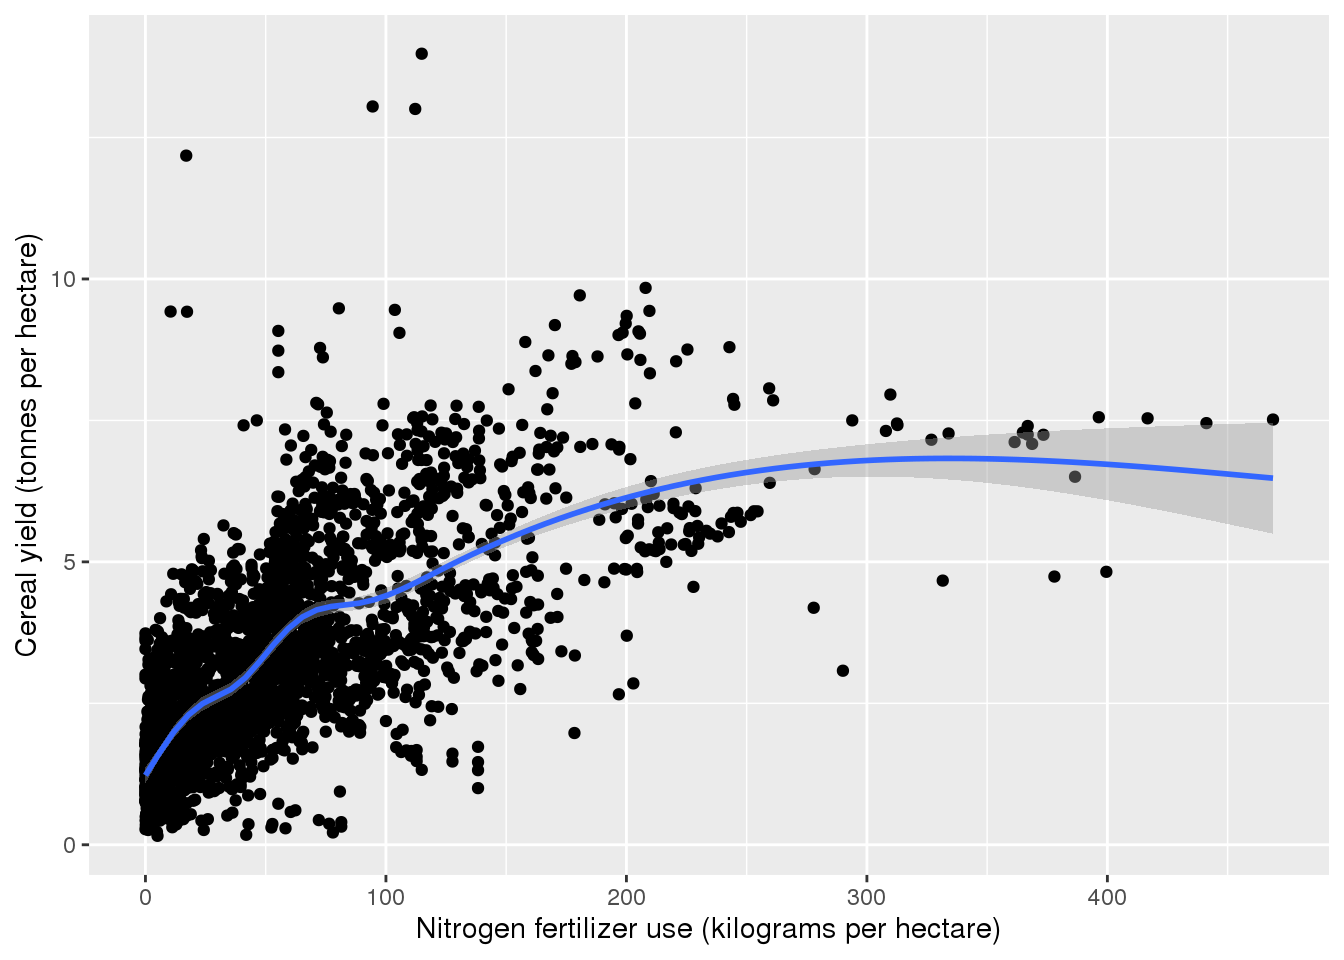 Cereal yield (tonnes per hectare)
10
5
0
0 100 200 300 400
Nitrogen fertilizer use (kilograms per hectare)